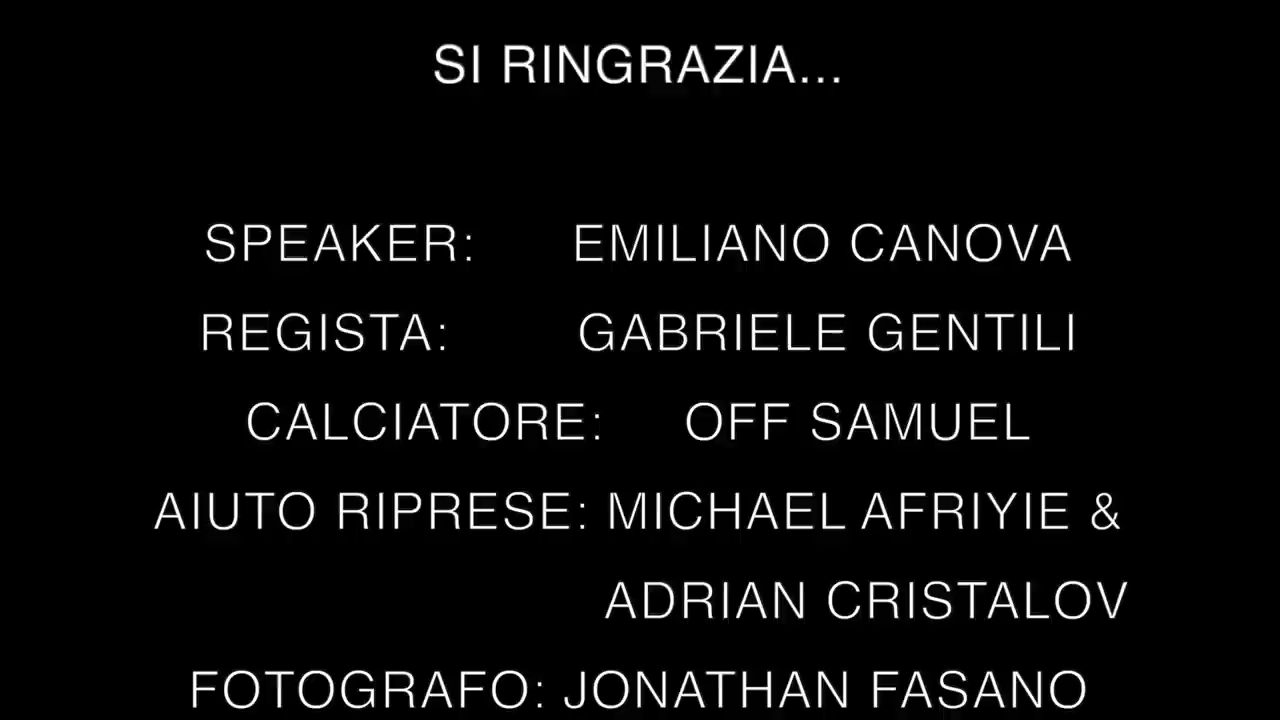 SI RINGRAZIA...
SPEAKER: EMILIANO CANOVA
REGISTA: GABRIELE GENTILI
CALCIATORE: OFF SAMUEL
AIUTO RIPRESE: MICHAEL AFRIYIE &
ADRIAN CRISTALOV
FOTOGRAFO: JONATHAN FASANO